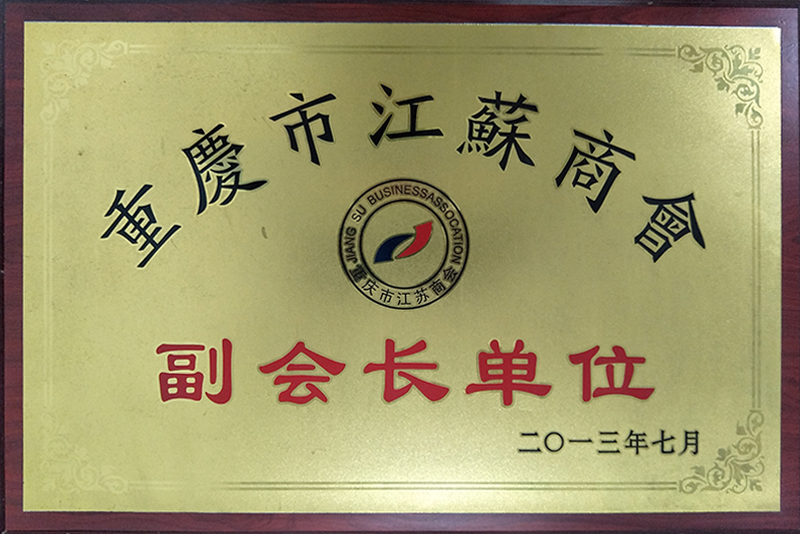 重慶市江蘇商會
JIANG SU BUSINESSASSOCATION
重庆市江苏商会
副会长单位
二〇一三年七月